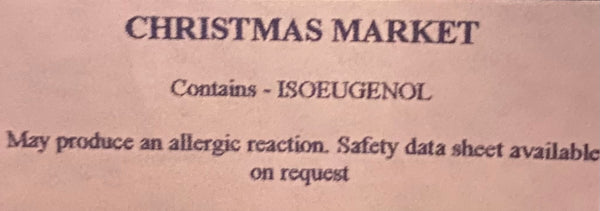 CHRISTMAS MARKET
Contains - ISOEUGENOL
May produce an allergic reaction. Safety data sheet available
on request